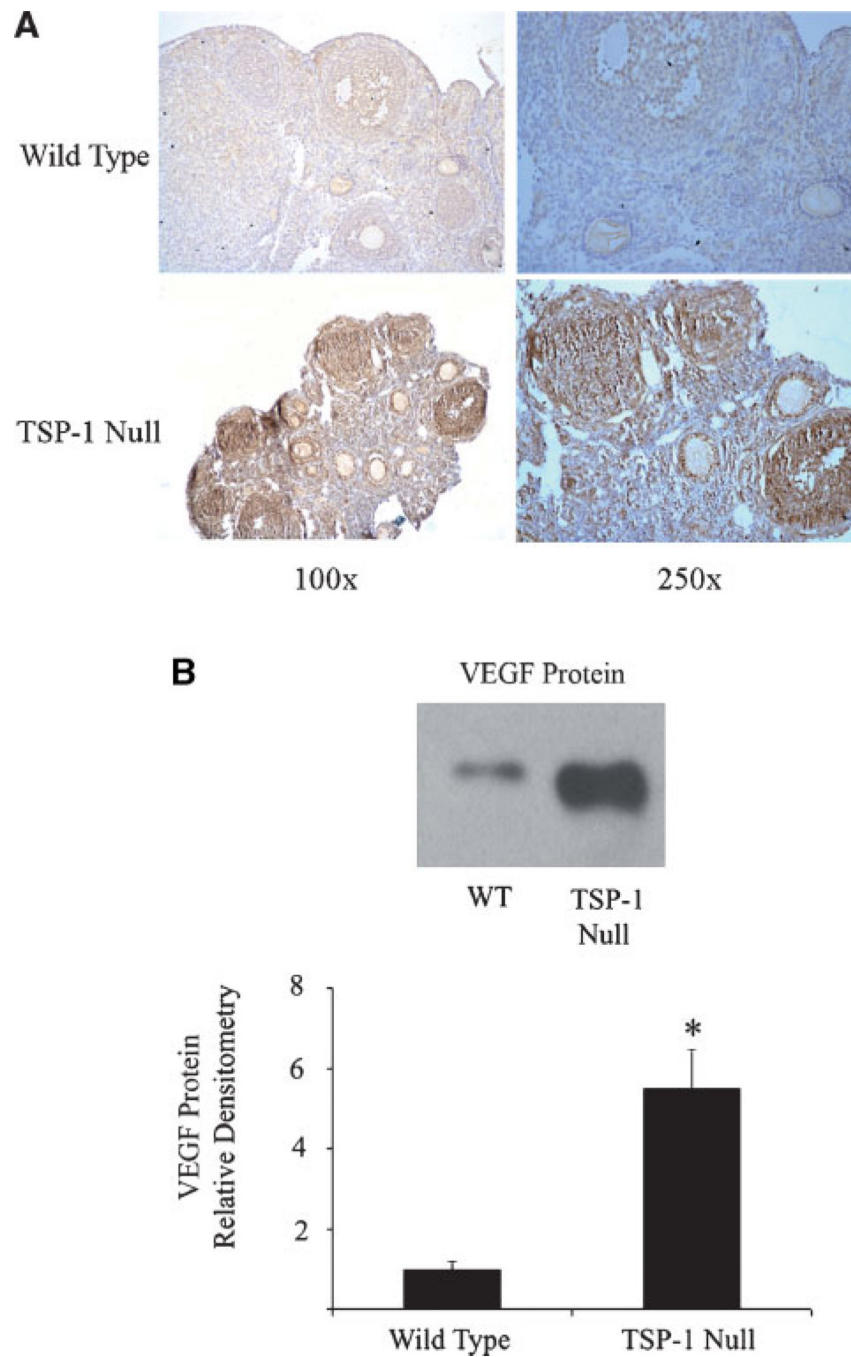 A
Wild Type
TSP-1 Null
100x
250x
B
VEGF Protein
WT
TSP-1
Null
VEGF Protein
Relative Densitometry
8
6
4
2
*
Wild Type
TSP-1 Null